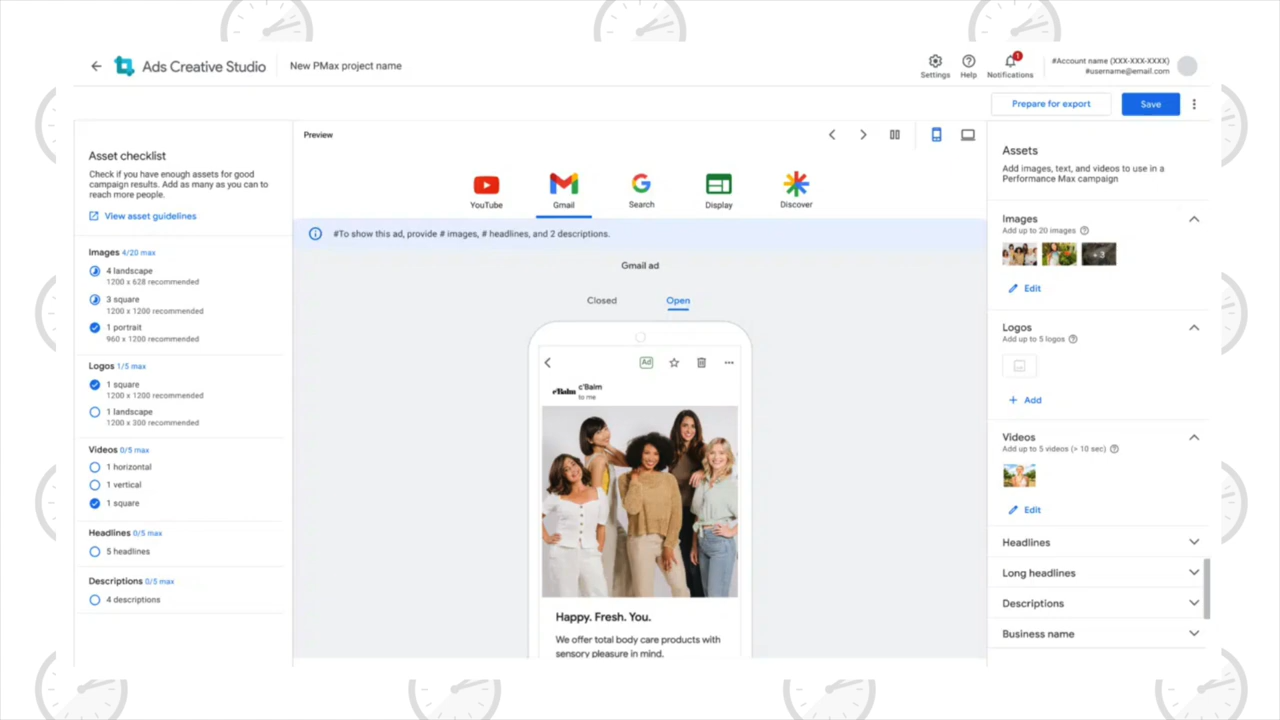 Ads Creative Studio
New PMax project name
Settings
Help
1
Notifications
#Account name (XXX-XXX-XXXX)
#username@email.com
Prepare for export
Save
Asset checklist
Check if you have enough assets for good
campaign results. Add as many as you can to
reach more people.
View asset guidelines
Images 4/20 max
4 landscape
1200 x 628 recommended
3 square
1200 x 1200 recommended
1 portrait
960 x 1200 recommended
Logos 1/5 max
1 square
1200 x 1200 recommended
1 landscape
1200 x 300 recommended
Videos 0/5 max
1 horizontal
1 vertical
1 square
Headlines 0/5 max
5 headlines
Descriptions 0/5 max
4 descriptions
Preview
YouTube
Gmail
Search
Display
Discover
#To show this ad, provide # images, # headlines, and 2 descriptions.
Gmail ad
Closed
Open
Ad
c'Balm
c'Balm
to me
Happy. Fresh. You.
We offer total body care products with
sensory pleasure in mind.
Assets
Add images, text, and videos to use in a
Performance Max campaign
Images
Add up to 20 images
+3
Edit
Logos
Add up to 5 logos
+ Add
Videos
Add up to 5 videos (> 10 sec)
Edit
Headlines
Long headlines
Descriptions
Business name